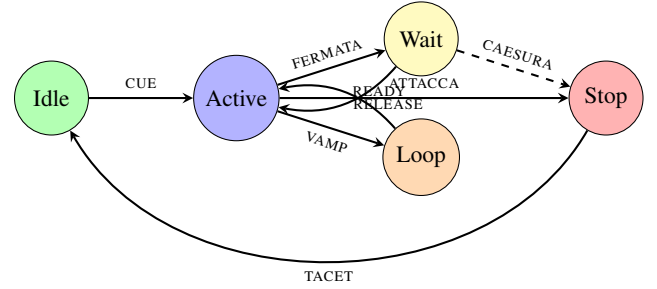 Wait
FERMATA
CAESURA
CUE
ATTACCA
READY
RELEASE
Idle
Active
Stop
VAMP
Loop
TACET